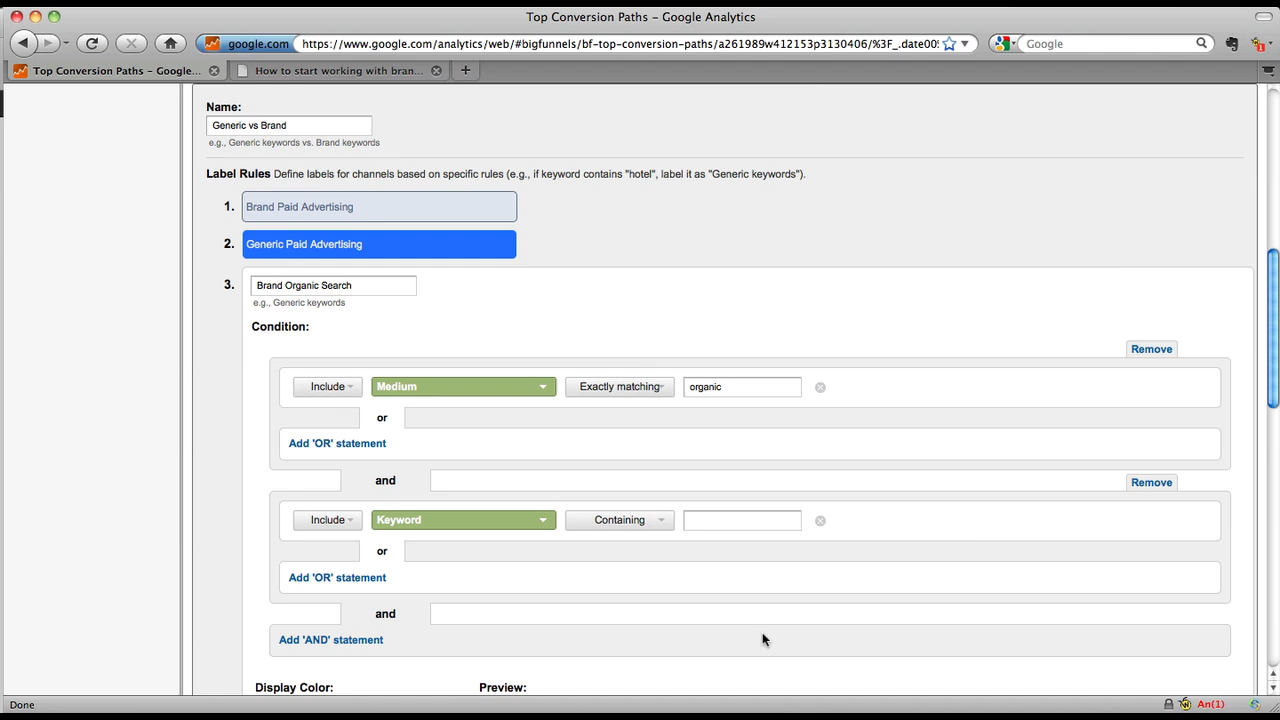 Top Conversion Paths – Google Analytics
google.com https://www.google.com/analytics/web/#bigfunnels/bf-top-conversion-paths/a261989w412153p3130406/%3F_.date00 Google
Top Conversion Paths – Google... How to start working with bran... +
Name:
Generic vs Brand
e.g., Generic keywords vs. Brand keywords
Label Rules Define labels for channels based on specific rules (e.g., if keyword contains "hotel", label it as "Generic keywords").
1. Brand Paid Advertising
2. Generic Paid Advertising
3. Brand Organic Search
e.g., Generic keywords
Condition:
Remove
Include Medium Exactly matching organic
or
Add 'OR' statement
and
Remove
Include Keyword Containing
or
Add 'OR' statement
and
Add 'AND' statement
Display Color: Preview:
Done An(1)